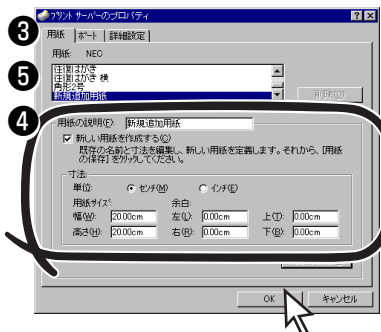 プリント サーバーのプロパティ
❸
用紙 ポート 詳細設定
用紙: NEC
❺
往復はがき
往復はがき 横
角形2号
新規追加用紙
削除(D)
❹
用紙の説明(E): 新規追加用紙
新しい用紙を作成する(C)
既存の名前と寸法を編集し、新しい用紙を定義します。それから、[用紙
の保存] をクリックしてください。
寸法:
単位: センチ(M) インチ(E)
用紙サイズ: 余白:
幅(W): 20.00cm 左(L): 0.00cm 上(T): 0.00cm
高さ(H): 20.00cm 右(R): 0.00cm 下(B): 0.00cm
OK キャンセル